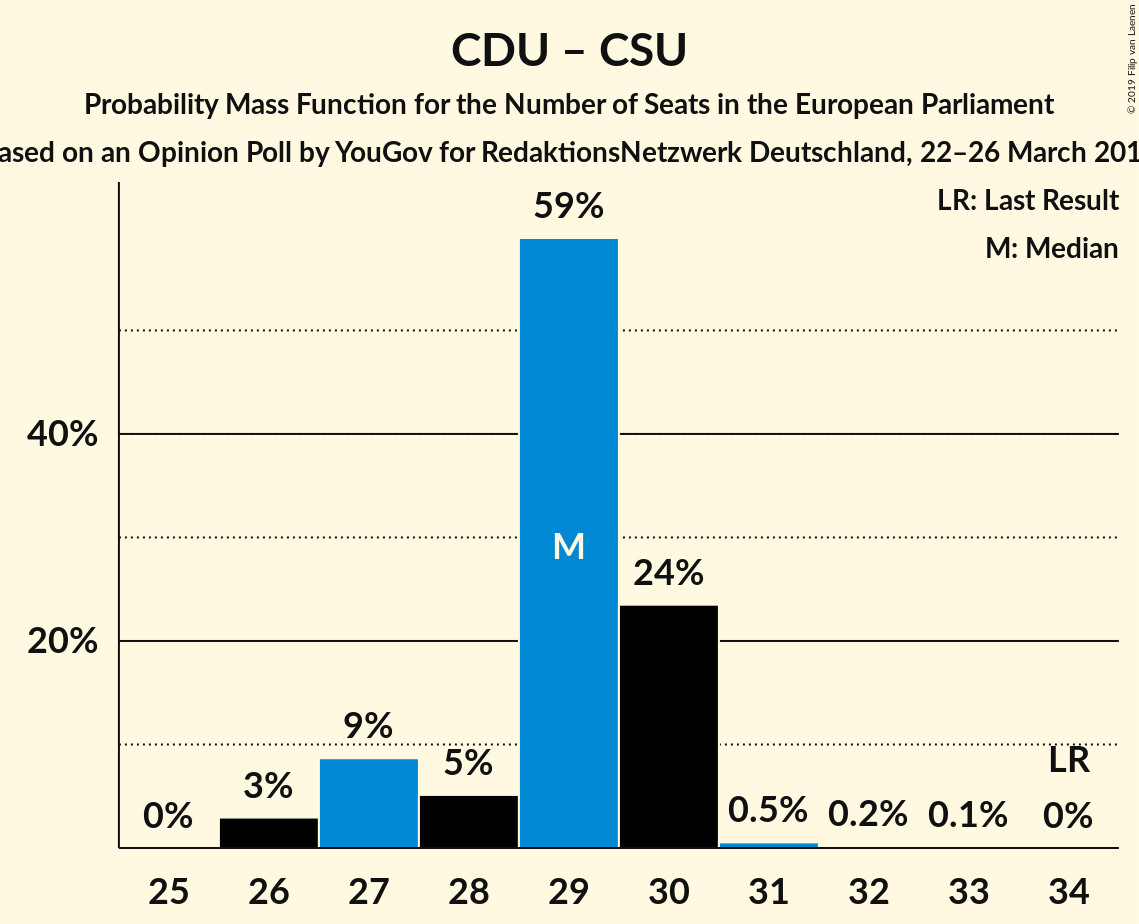 CDU – CSU
Probability Mass Function for the Number of Seats in the European Parliament
ased on an Opinion Poll by YouGov for RedaktionsNetzwerk Deutschland, 22–26 March 201
© 2019 Filip van Laenen
LR: Last Result
M: Median
59%
40%
M
24%
20%
9%
5%
3%
LR
0%
0.5%
0.2%
0.1%
0%
25 26 27 28 29 30 31 32 33 34